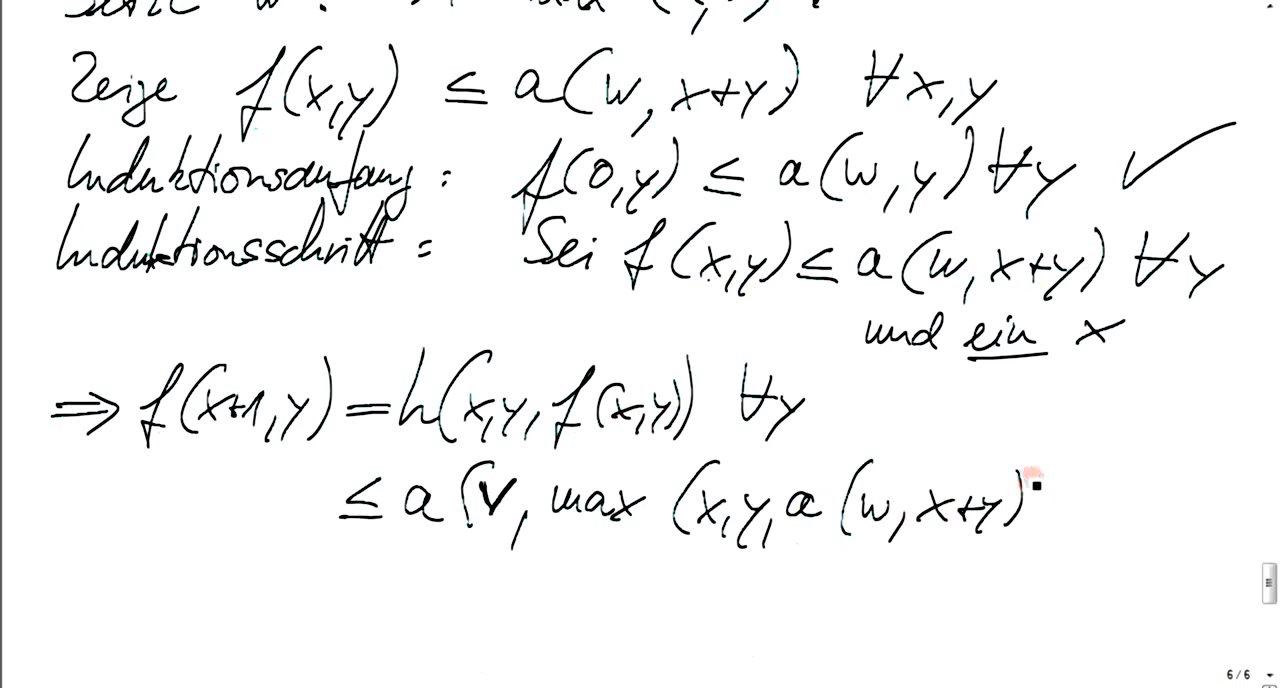 Zeige f(x,y) ≤ a(w, x+y) ∀x,y
Induktionsanfang: f(0,y) ≤ a(w,y) ∀y ✓
Induktionsschritt: Sei f(x,y) ≤ a(w, x+y) ∀y
und ein x
⇒ f(x+1,y) = h(x,y, f(x,y)) ∀y
≤ a(v, max (x,y, a(w, x+y)
6/6